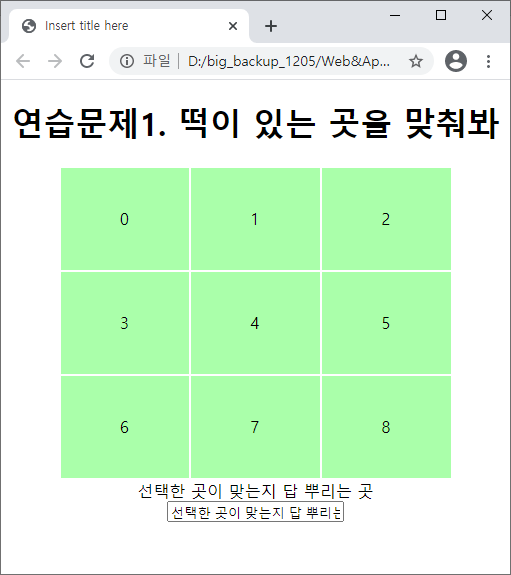 Insert title here
파일 D:/big_backup_1205/Web&Ap...
연습문제1. 떡이 있는 곳을 맞춰봐
0 1 2
3 4 5
6 7 8
선택한 곳이 맞는지 답 뿌리는 곳
선택한 곳이 맞는지 답 뿌리는